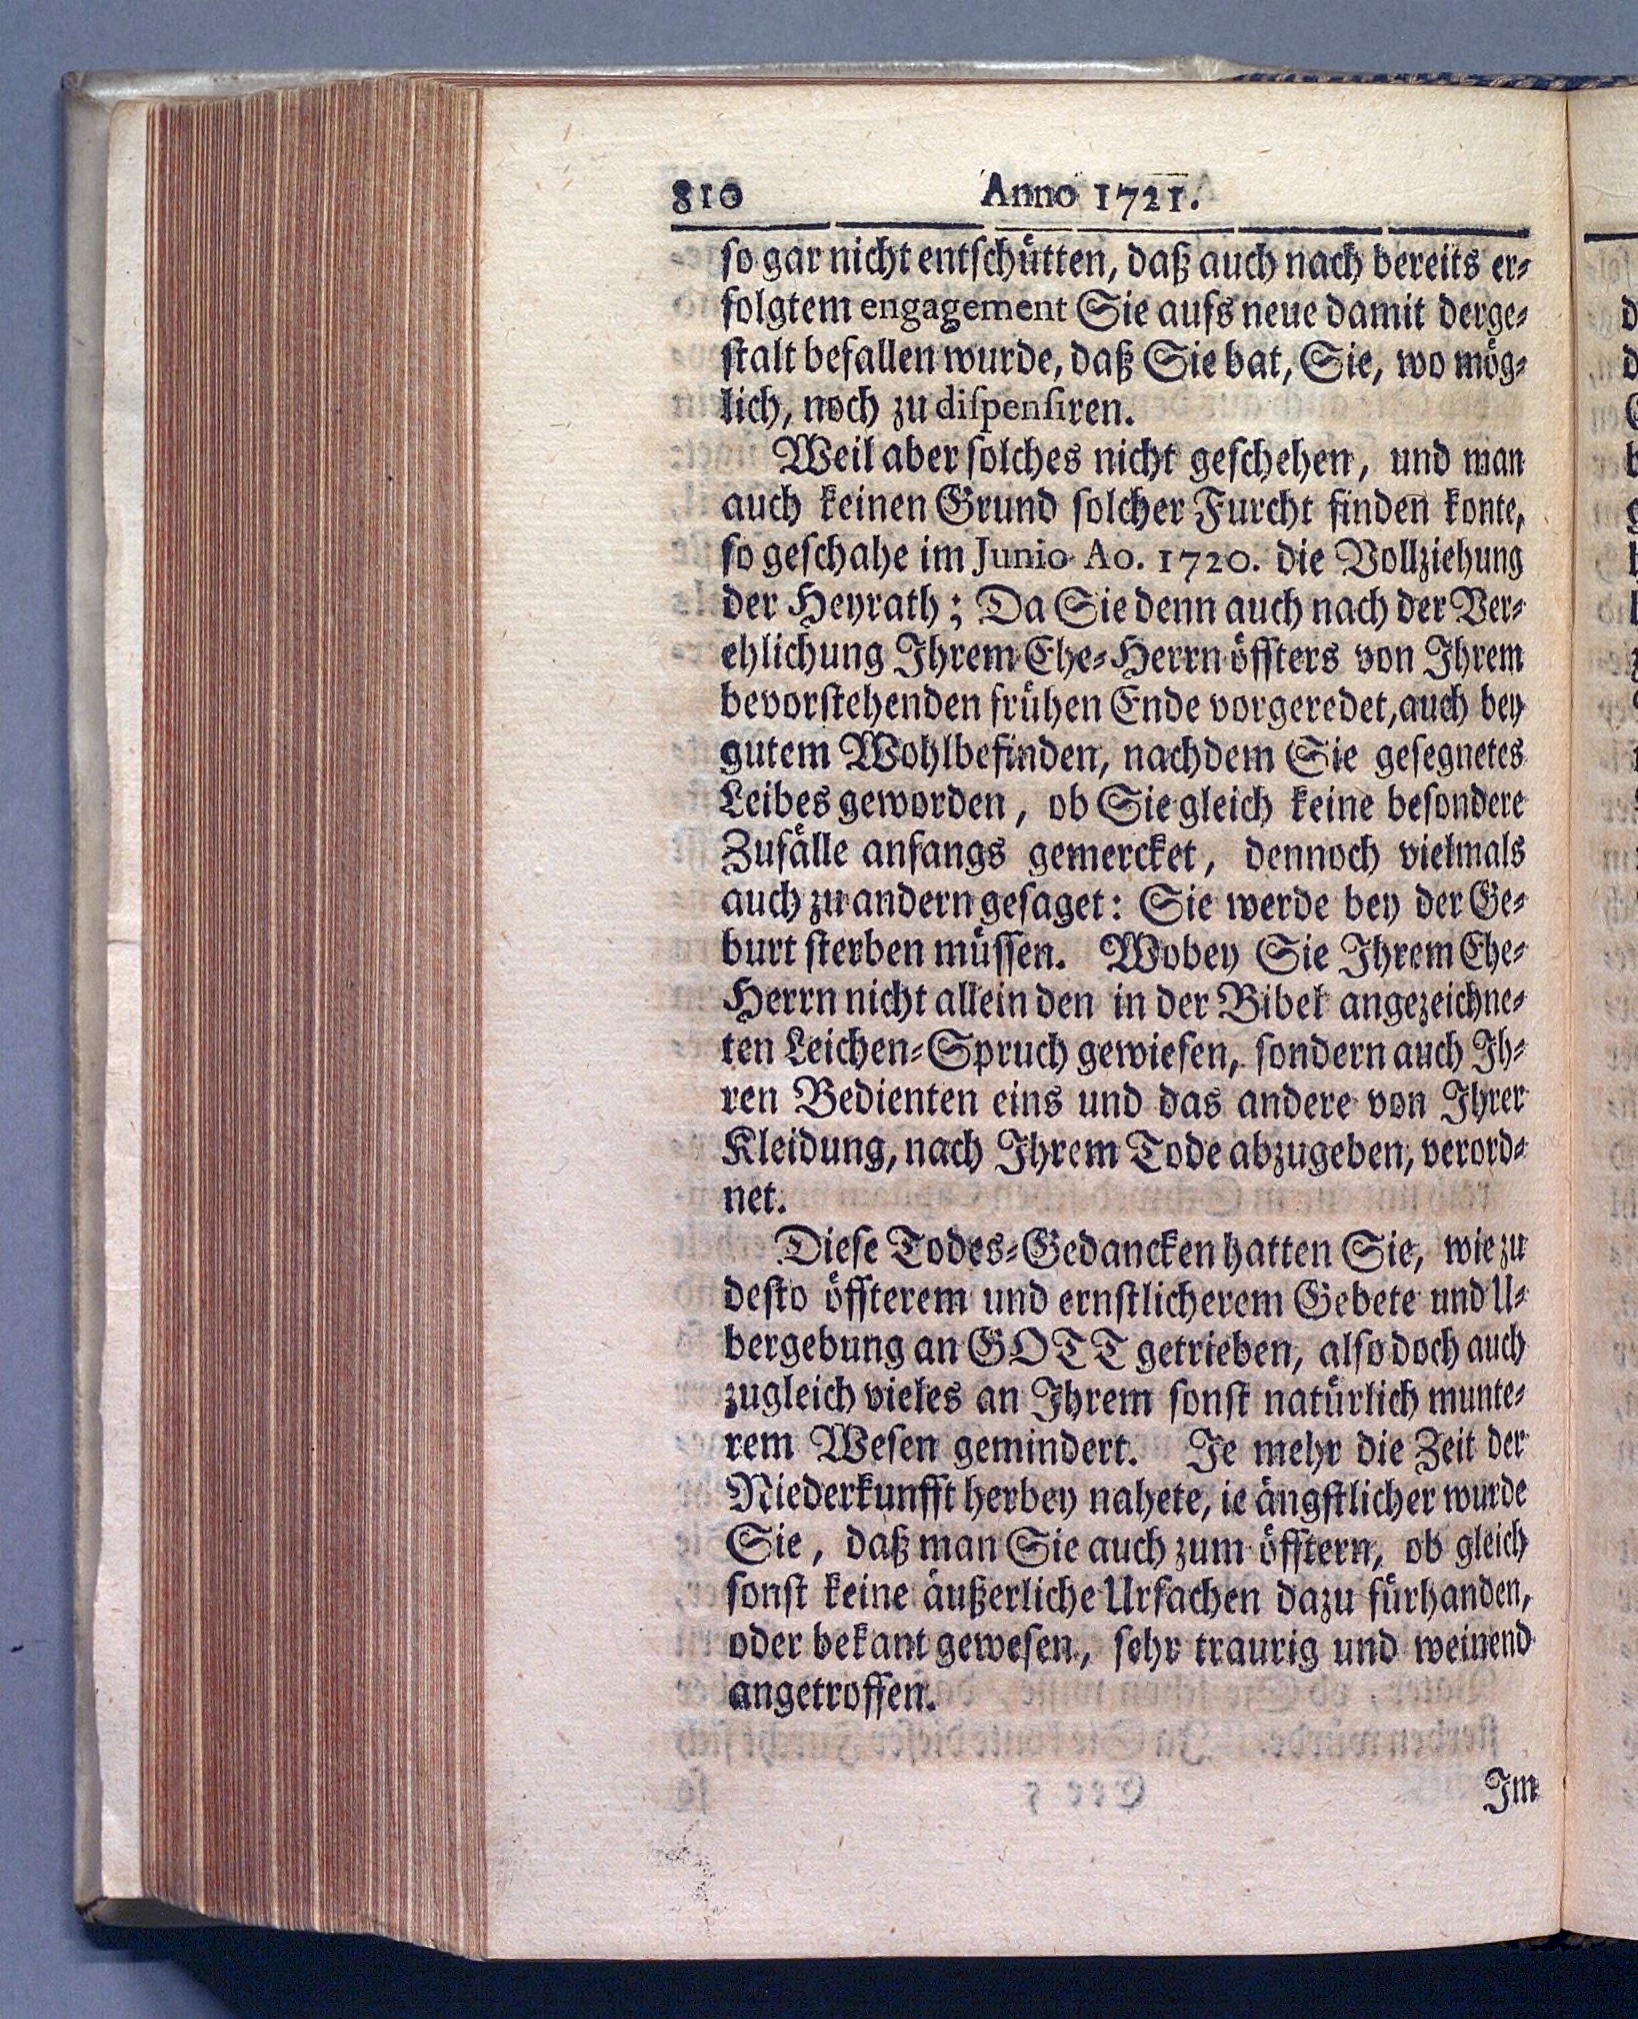 810 Anno 1721.
so gar nicht entschütten, daß auch nach bereits er-
folgtem engagement Sie aufs neue damit derge-
stalt befallen wurde, daß Sie bat, Sie, wo mög-
lich, noch zu dispensiren.
Weil aber solches nicht geschehen, und man
auch keinen Grund solcher Furcht finden konte,
so geschahe im Junio Ao. 1720. die Vollziehung
der Heyrath; Da Sie denn auch nach der Ver-
ehlichung Ihrem Ehe-Herrn öffters von Ihrem
bevorstehenden frühen Ende vorgeredet, auch bey
gutem Wohlbefinden, nachdem Sie gesegnetes
Leibes geworden, ob Sie gleich keine besondere
Zufälle anfangs gemercket, dennoch vielmals
auch zu andern gesaget: Sie werde bey der Ge-
burt sterben müssen. Wobey Sie Ihrem Ehe-
Herrn nicht allein den in der Bibel angezeichne-
ten Leichen-Spruch gewiesen, sondern auch Ih-
ren Bedienten eins und das andere von Ihrer
Kleidung, nach Ihrem Tode abzugeben, verord-
net.
Diese Todes-Gedancken hatten Sie, wie zu
desto öffterem und ernstlicherem Gebete und U-
bergebung an GOTT getrieben, also doch auch
zugleich vieles an Ihrem sonst natürlich munte-
rem Wesen gemindert. Je mehr die Zeit der
Niederkunfft herbey nahete, ie ängstlicher wurde
Sie, daß man Sie auch zum öfftern, ob gleich
sonst keine äußerliche Ursachen dazu fürhanden,
oder bekant gewesen, sehr traurig und weinend
angetroffen.
Im